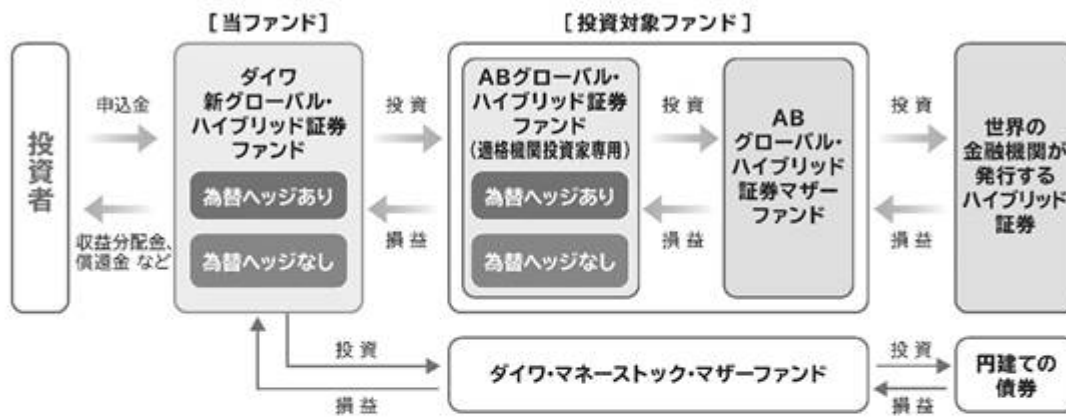 [当ファンド]
[投資対象ファンド]
投資者
申込金
収益分配金、
償還金 など
ダイワ
新グローバル・
ハイブリッド証券
ファンド
為替ヘッジあり
為替ヘッジなし
投資
損益
ABグローバル・
ハイブリッド証券
ファンド
(適格機関投資家専用)
為替ヘッジあり
為替ヘッジなし
投資
損益
AB
グローバル・
ハイブリッド
証券マザー
ファンド
投資
損益
世界の
金融機関が
発行する
ハイブリッド
証券
投資
損益
ダイワ・マネーストック・マザーファンド
投資
損益
円建ての
債券